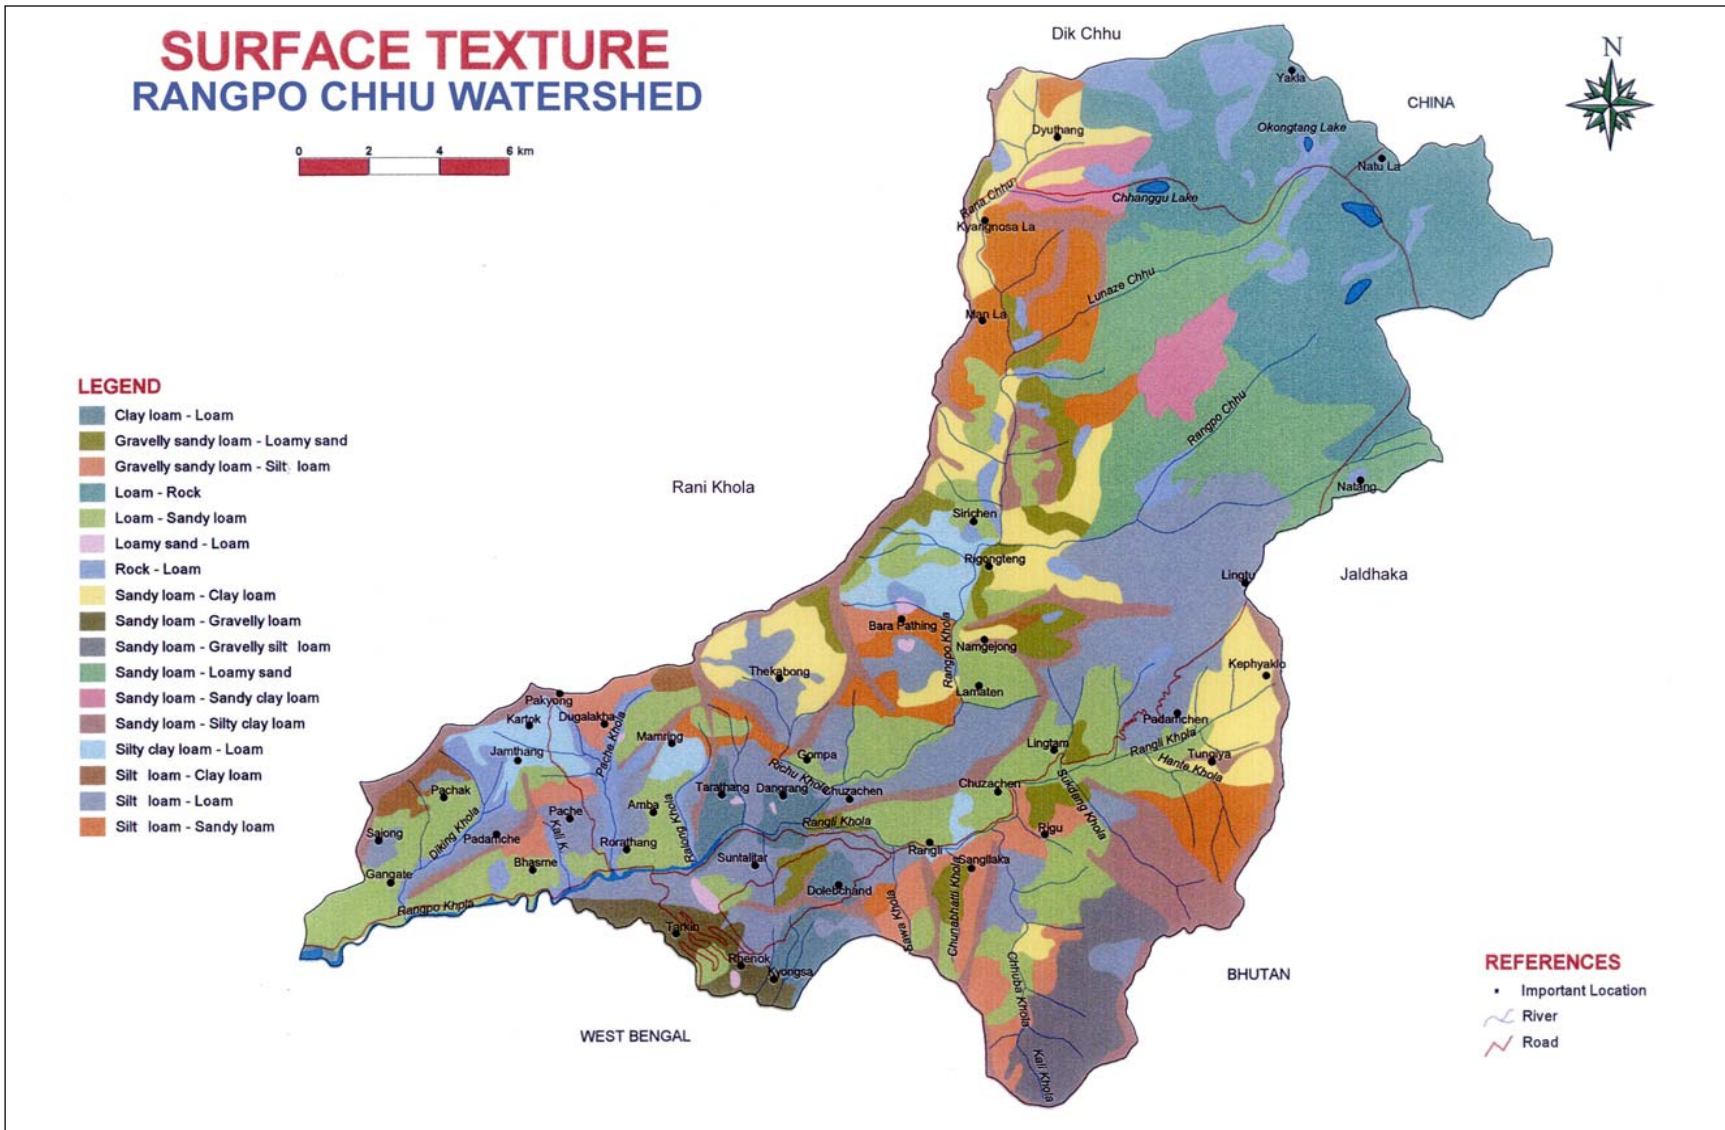 SURFACE TEXTURE
RANGPO CHHU WATERSHED
0 2 4 6 km
N
Dik Chhu
CHINA
Yakla
Okongtang Lake
Natu La
Dyuthang
Chhanggu Lake
Rana Chhu
Kyangnosa La
Lunaze Chhu
Man La
Rangpo Chhu
Natang
Rani Khola
Sirichen
Rigongteng
Lingtu
Jaldhaka
Bara Pathing
Rangpo Khola
Namgejong
Kephyaklo
Thekabong
Lamaten
Pakyong
Kartok
Dugalakha
Padamchen
Mamring
Pache Khola
Rangli Khola
Jamthang
Gompa
Lingtam
Tungiya
Hante Khola
Richu Khola
Pachak
Tarathang
Dangrang
Chuzachen
Chuzachen
Sukidang Khola
Amba
Pache
Ralong Khola
Rangli Khola
Diking Khola
Kali K.
Sajong
Padamche
Rorathang
Rigu
Rangli
Bhasme
Suntalitar
Sangllaka
Gangate
Dolebchand
Rangpo Khola
Sawa Khola
Chunabhatti Khola
Tarkin
Rhenok
Kyongsa
Chhuba Khola
BHUTAN
WEST BENGAL
Kali Khola
LEGEND
Clay loam - Loam
Gravelly sandy loam - Loamy sand
Gravelly sandy loam - Silt loam
Loam - Rock
Loam - Sandy loam
Loamy sand - Loam
Rock - Loam
Sandy loam - Clay loam
Sandy loam - Gravelly loam
Sandy loam - Gravelly silt loam
Sandy loam - Loamy sand
Sandy loam - Sandy clay loam
Sandy loam - Silty clay loam
Silty clay loam - Loam
Silt loam - Clay loam
Silt loam - Loam
Silt loam - Sandy loam
REFERENCES
Important Location
River
Road